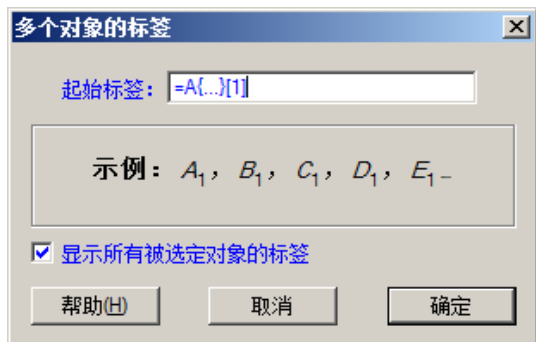 多个对象的标签
起始标签： =A{...}[1]
示例： A₁， B₁， C₁， D₁， E₁...
显示所有被选定对象的标签
帮助(H) 取消 确定